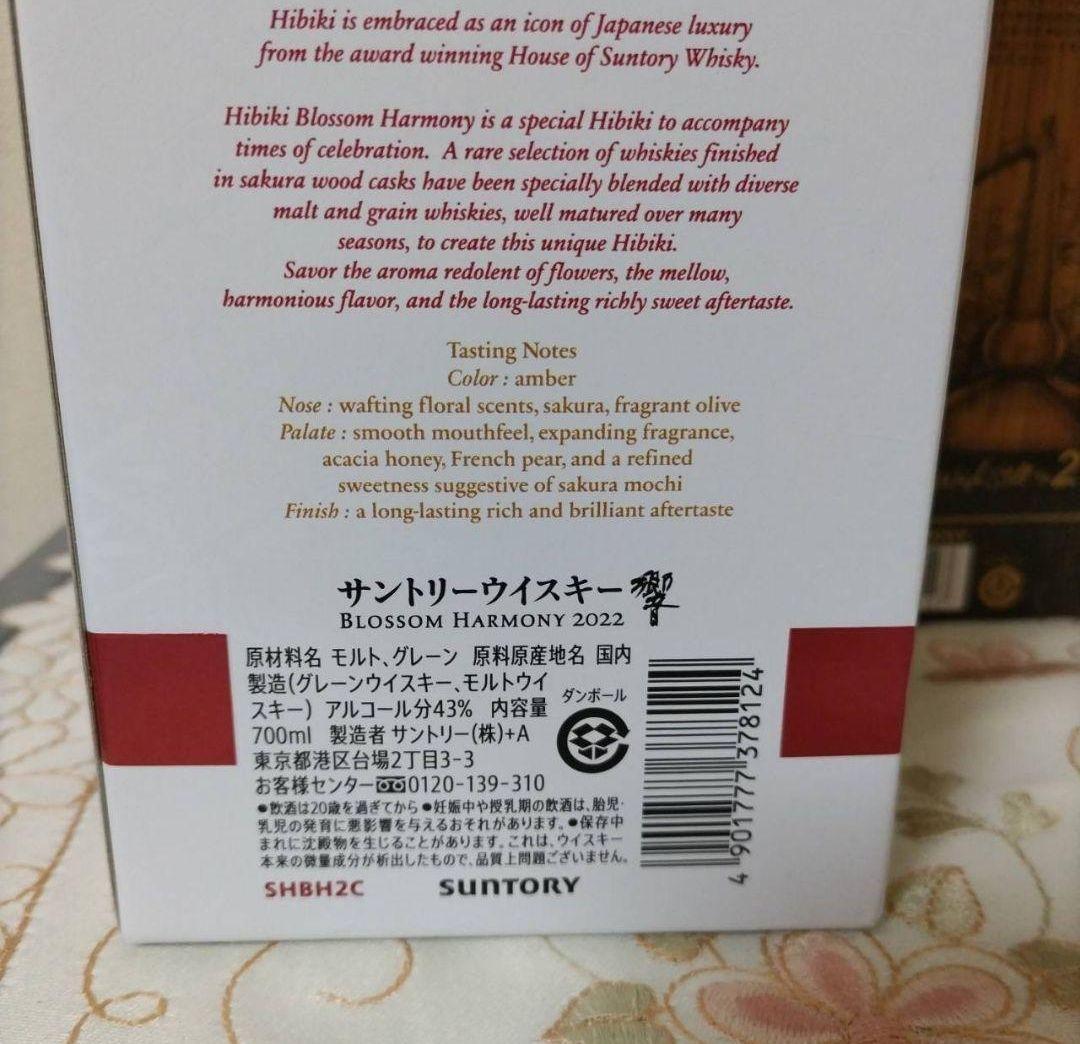 Hibiki is embraced as an icon of Japanese luxury
from the award winning House of Suntory Whisky.
Hibiki Blossom Harmony is a special Hibiki to accompany
times of celebration. A rare selection of whiskies finished
in sakura wood casks have been specially blended with diverse
malt and grain whiskies, well matured over many
seasons, to create this unique Hibiki.
Savor the aroma redolent of flowers, the mellow,
harmonious flavor, and the long-lasting richly sweet aftertaste.
Tasting Notes
Color : amber
Nose : wafting floral scents, sakura, fragrant olive
Palate : smooth mouthfeel, expanding fragrance,
acacia honey, French pear, and a refined
sweetness suggestive of sakura mochi
Finish : a long-lasting rich and brilliant aftertaste
サントリーウイスキー響
BLOSSOM HARMONY 2022
原材料名 モルト、グレーン 原料原産地名 国内
製造(グレーンウイスキー、モルトウイ
スキー) アルコール分43% 内容量
700ml 製造者 サントリー(株)+A
東京都港区台場2丁目3-3
お客様センター 0120-139-310
●飲酒は20歳を過ぎてから●妊娠中や授乳期の飲酒は、胎児・
乳児の発育に悪影響を与えるおそれがあります。●保存中
まれに沈殿物を生じることがあります。これは、ウイスキー
本来の微量成分が析出したもので、品質上問題ございません。
ダンボール
4 901777 378124
SHBH2C SUNTORY